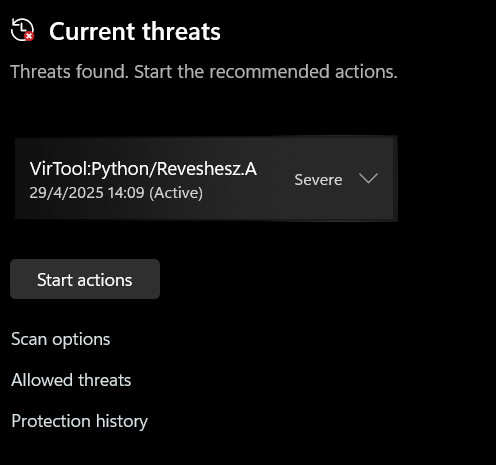 Current threats
Threats found. Start the recommended actions.
VirTool:Python/Reveshesz.A
29/4/2025 14:09 (Active)
Severe
Start actions
Scan options
Allowed threats
Protection history